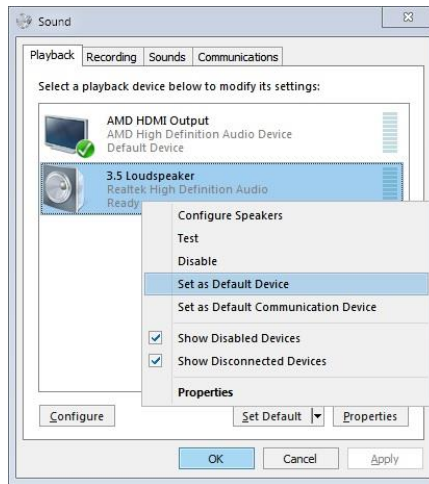 Sound
Playback Recording Sounds Communications
Select a playback device below to modify its settings:
AMD HDMI Output
AMD High Definition Audio Device
Default Device
3.5 Loudspeaker
Realtek High Definition Audio
Ready
Configure Speakers
Test
Disable
Set as Default Device
Set as Default Communication Device
Show Disabled Devices
Show Disconnected Devices
Properties
Configure Set Default Properties
OK Cancel Apply